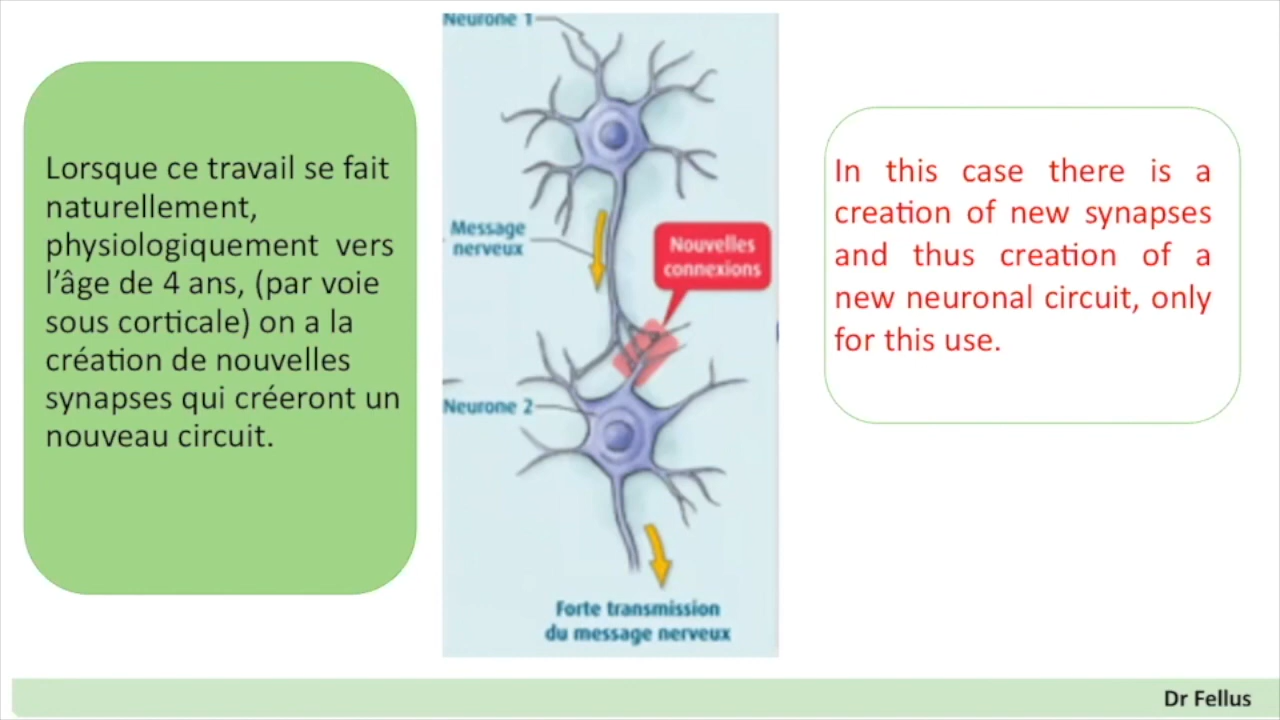 Lorsque ce travail se fait
naturellement,
physiologiquement vers
l'âge de 4 ans, (par voie
sous corticale) on a la
création de nouvelles
synapses qui créeront un
nouveau circuit.
Neurone 1
Message
nerveux
Nouvelles
connexions
Neurone 2
Forte transmission
du message nerveux
In this case there is a
creation of new synapses
and thus creation of a
new neuronal circuit, only
for this use.
Dr Fellus